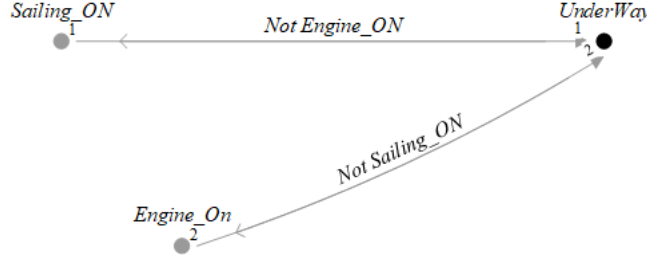 Sailing_ON
UnderWay
1
Not Engine_ON
1
2
Not Sailing_ON
Engine_On
2